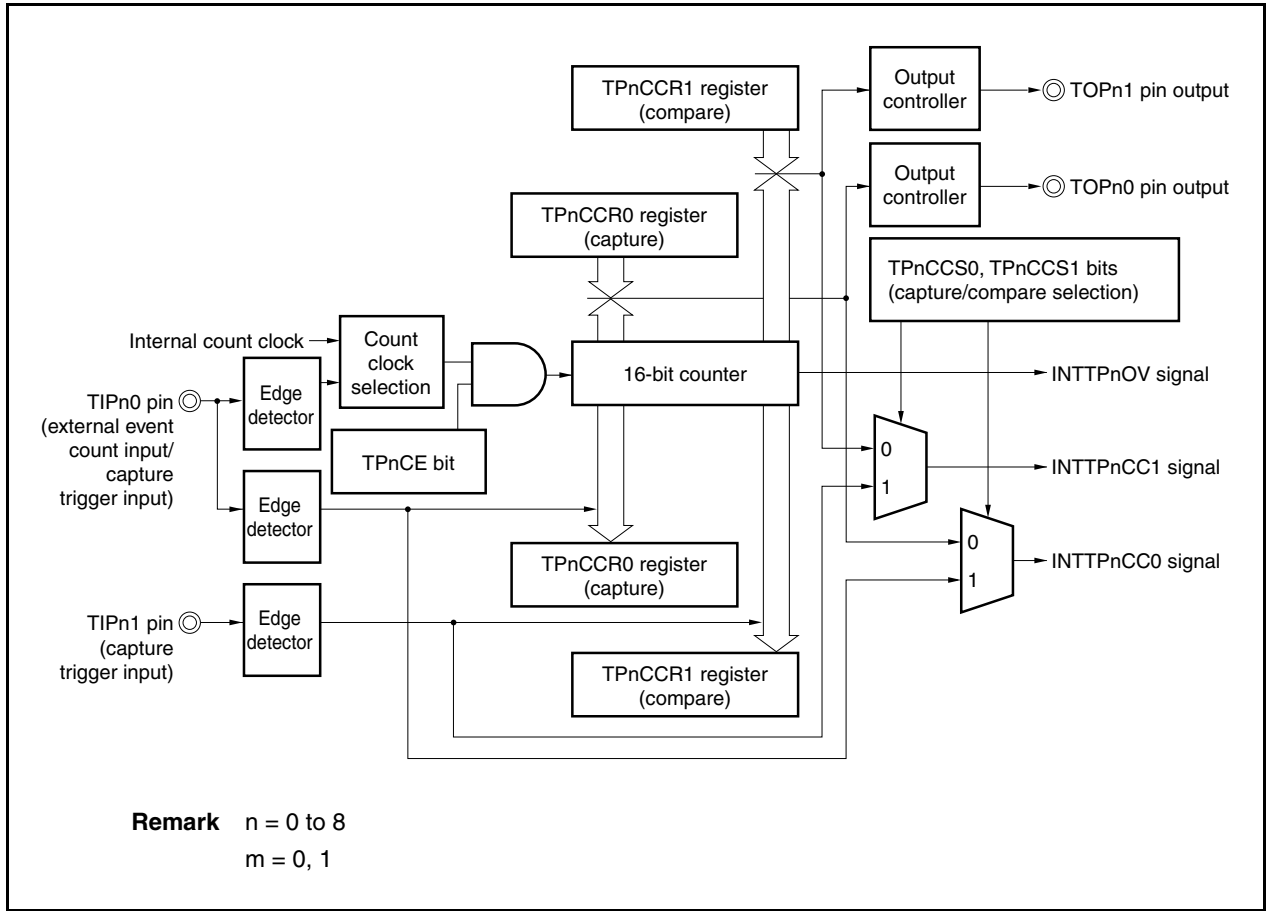 TPnCCR1 register
(compare)
Output
controller
TOPn1 pin output
Output
controller
TOPn0 pin output
TPnCCR0 register
(capture)
TPnCCS0, TPnCCS1 bits
(capture/compare selection)
Internal count clock
Count
clock
selection
16-bit counter
INTTPnOV signal
TIPn0 pin
(external event
count input/
capture
trigger input)
Edge
detector
TPnCE bit
0
1
INTTPnCC1 signal
Edge
detector
TPnCCR0 register
(capture)
0
1
INTTPnCC0 signal
TIPn1 pin
(capture
trigger input)
Edge
detector
TPnCCR1 register
(compare)
Remark n = 0 to 8
m = 0, 1